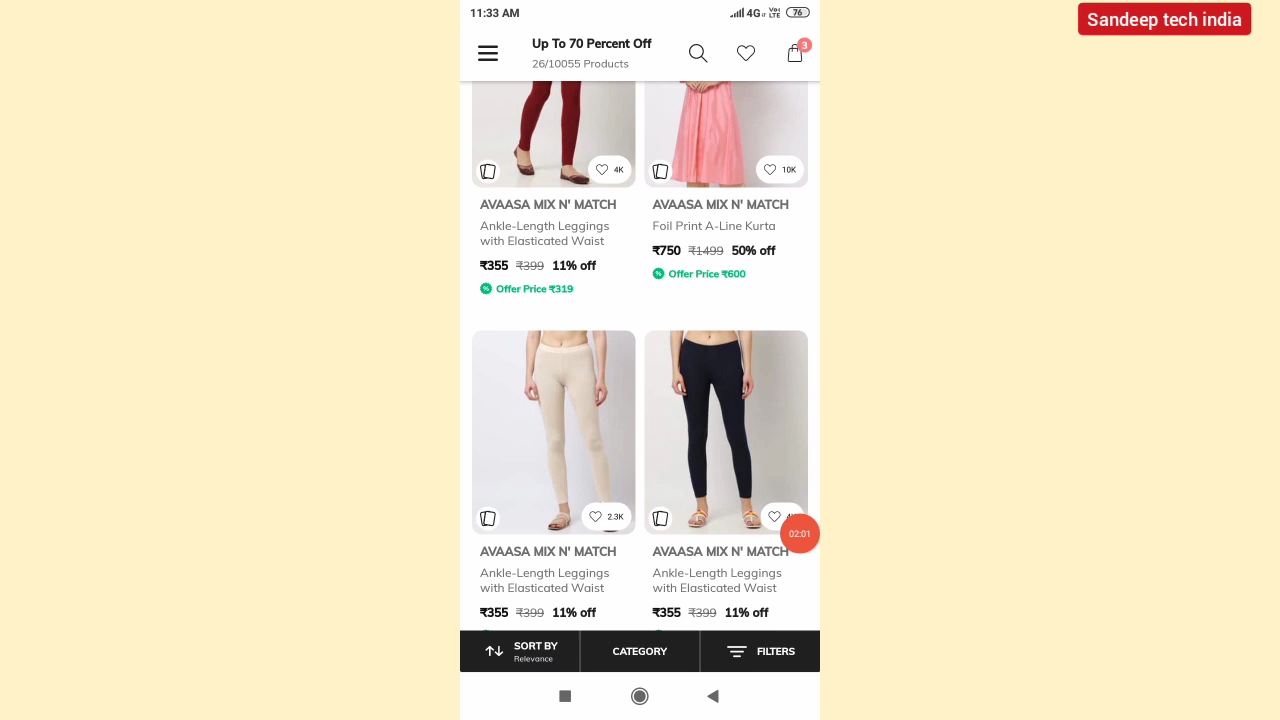 Sandeep tech india
11:33 AM
4G
Vo
LTE
76
Up To 70 Percent Off
26/10055 Products
3
4K
10K
AVAASA MIX N' MATCH
AVAASA MIX N' MATCH
Ankle-Length Leggings
with Elasticated Waist
Foil Print A-Line Kurta
₹355 ₹399 11% off
₹750 ₹1499 50% off
Offer Price ₹319
Offer Price ₹600
2.3K
02:01
AVAASA MIX N' MATCH
AVAASA MIX N' MATCH
Ankle-Length Leggings
with Elasticated Waist
Ankle-Length Leggings
with Elasticated Waist
₹355 ₹399 11% off
₹355 ₹399 11% off
SORT BY
Relevance
CATEGORY
FILTERS